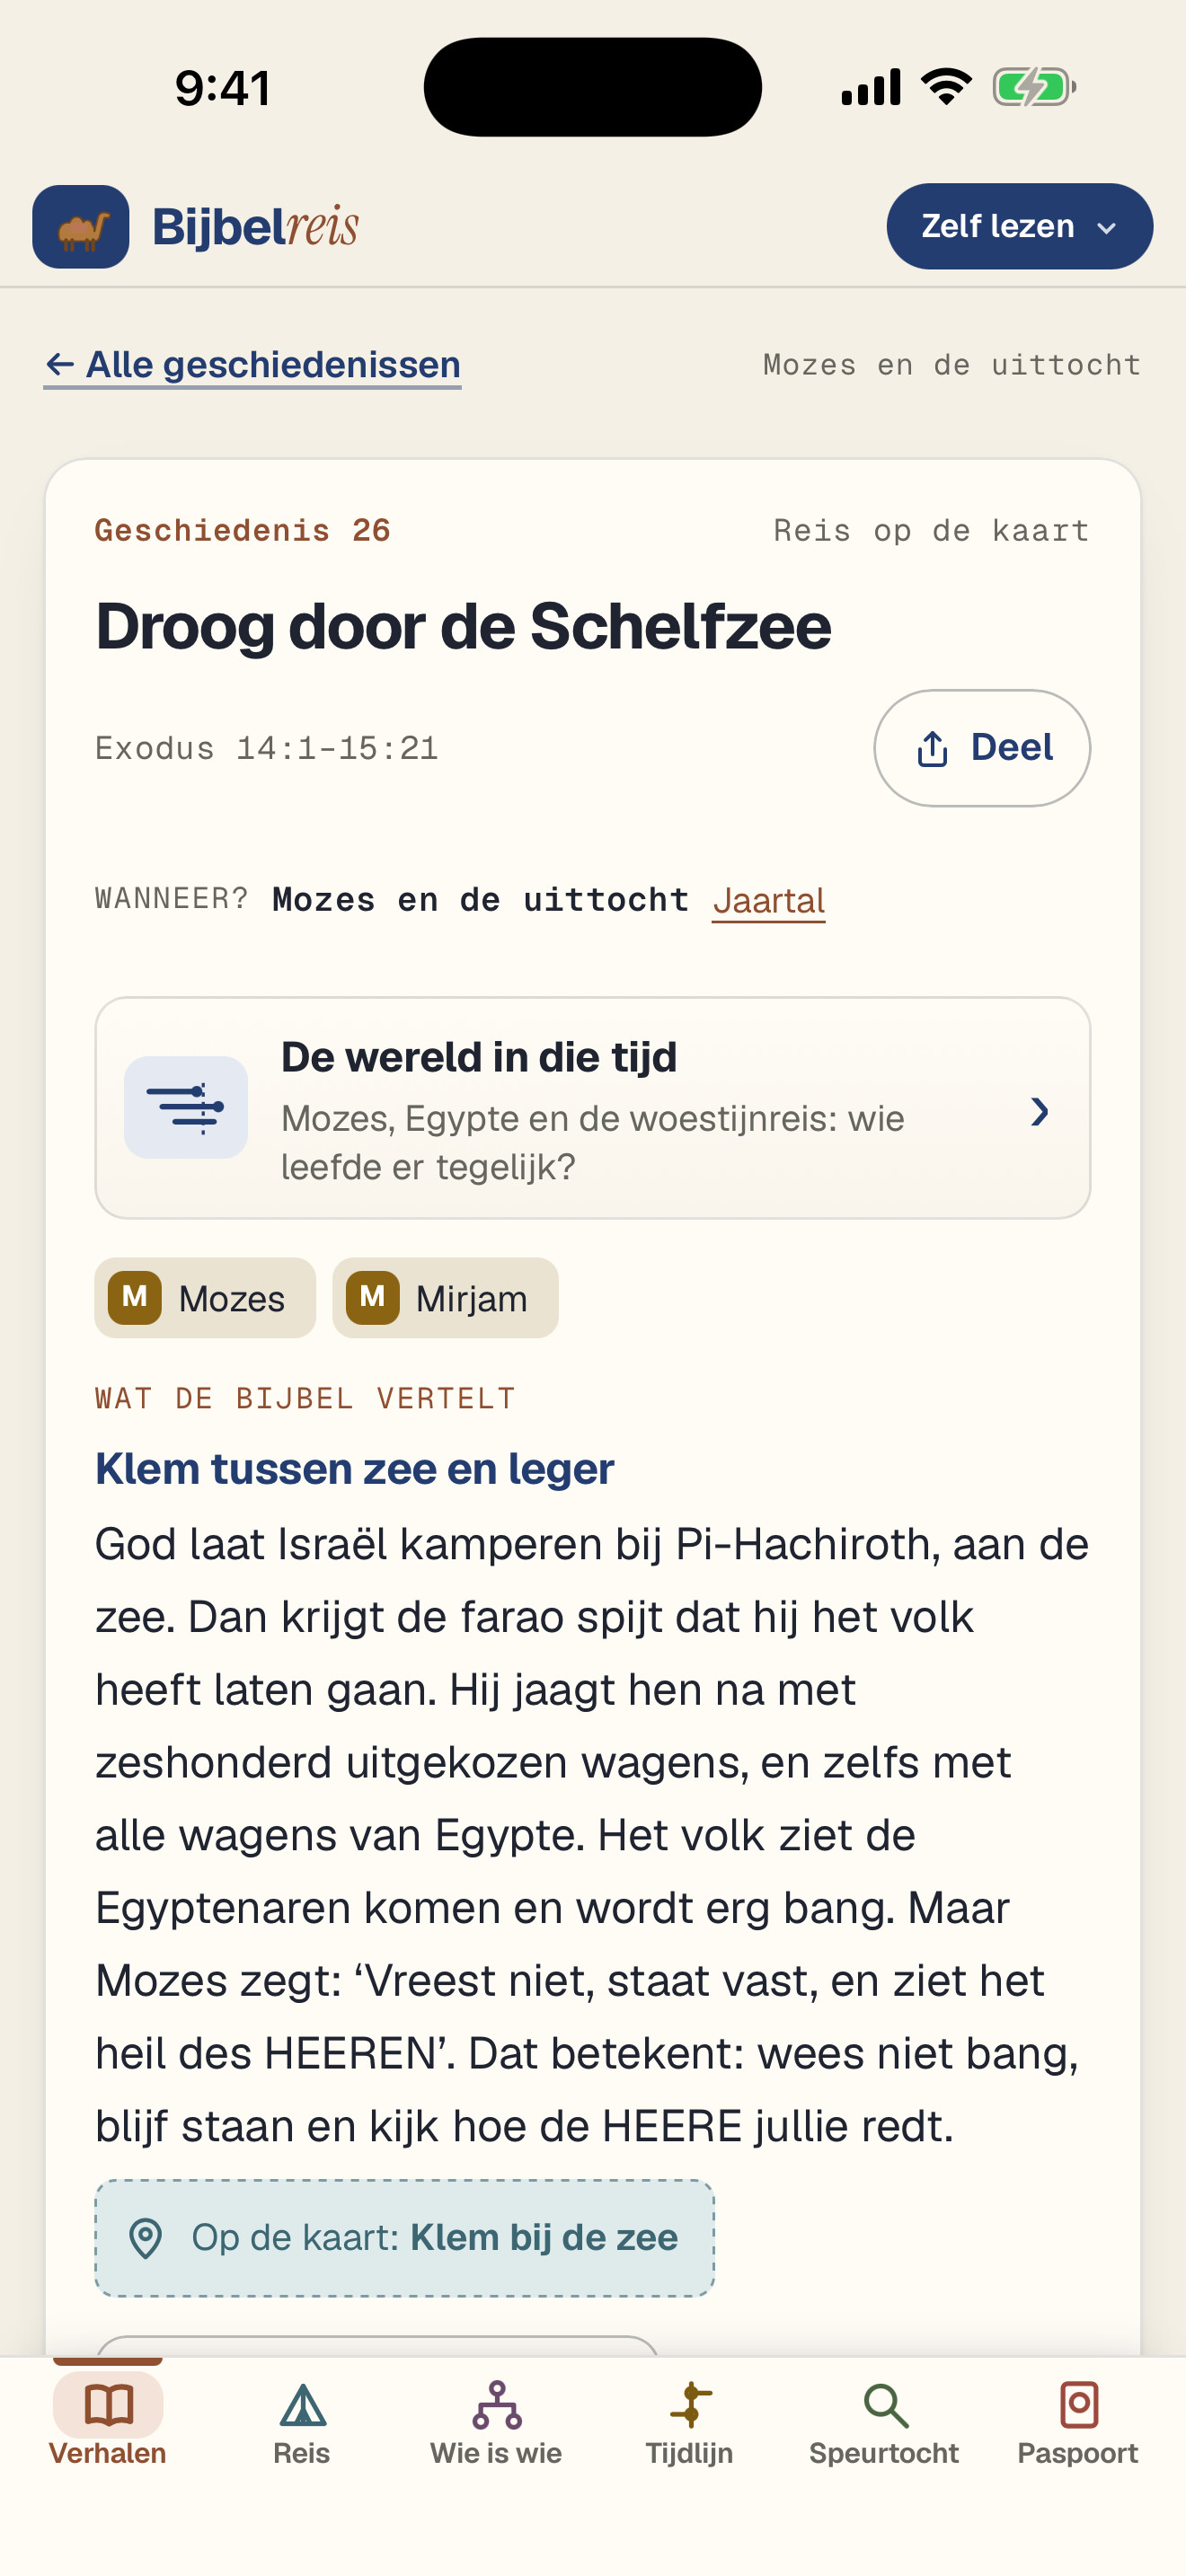 9:41
Bijbelreis
Zelf lezen
← Alle geschiedenissen
Mozes en de uittocht
Geschiedenis 26
Reis op de kaart
Droog door de Schelfzee
Exodus 14:1–15:21
Deel
WANNEER? Mozes en de uittocht Jaartal
De wereld in die tijd
Mozes, Egypte en de woestijnreis: wie
leefde er tegelijk?
M Mozes
M Mirjam
WAT DE BIJBEL VERTELT
Klem tussen zee en leger
God laat Israël kamperen bij Pi-Hachiroth, aan de
zee. Dan krijgt de farao spijt dat hij het volk
heeft laten gaan. Hij jaagt hen na met
zeshonderd uitgekozen wagens, en zelfs met
alle wagens van Egypte. Het volk ziet de
Egyptenaren komen en wordt erg bang. Maar
Mozes zegt: ‘Vreest niet, staat vast, en ziet het
heil des HEEREN’. Dat betekent: wees niet bang,
blijf staan en kijk hoe de HEERE jullie redt.
Op de kaart: Klem bij de zee
Verhalen
Reis
Wie is wie
Tijdlijn
Speurtocht
Paspoort